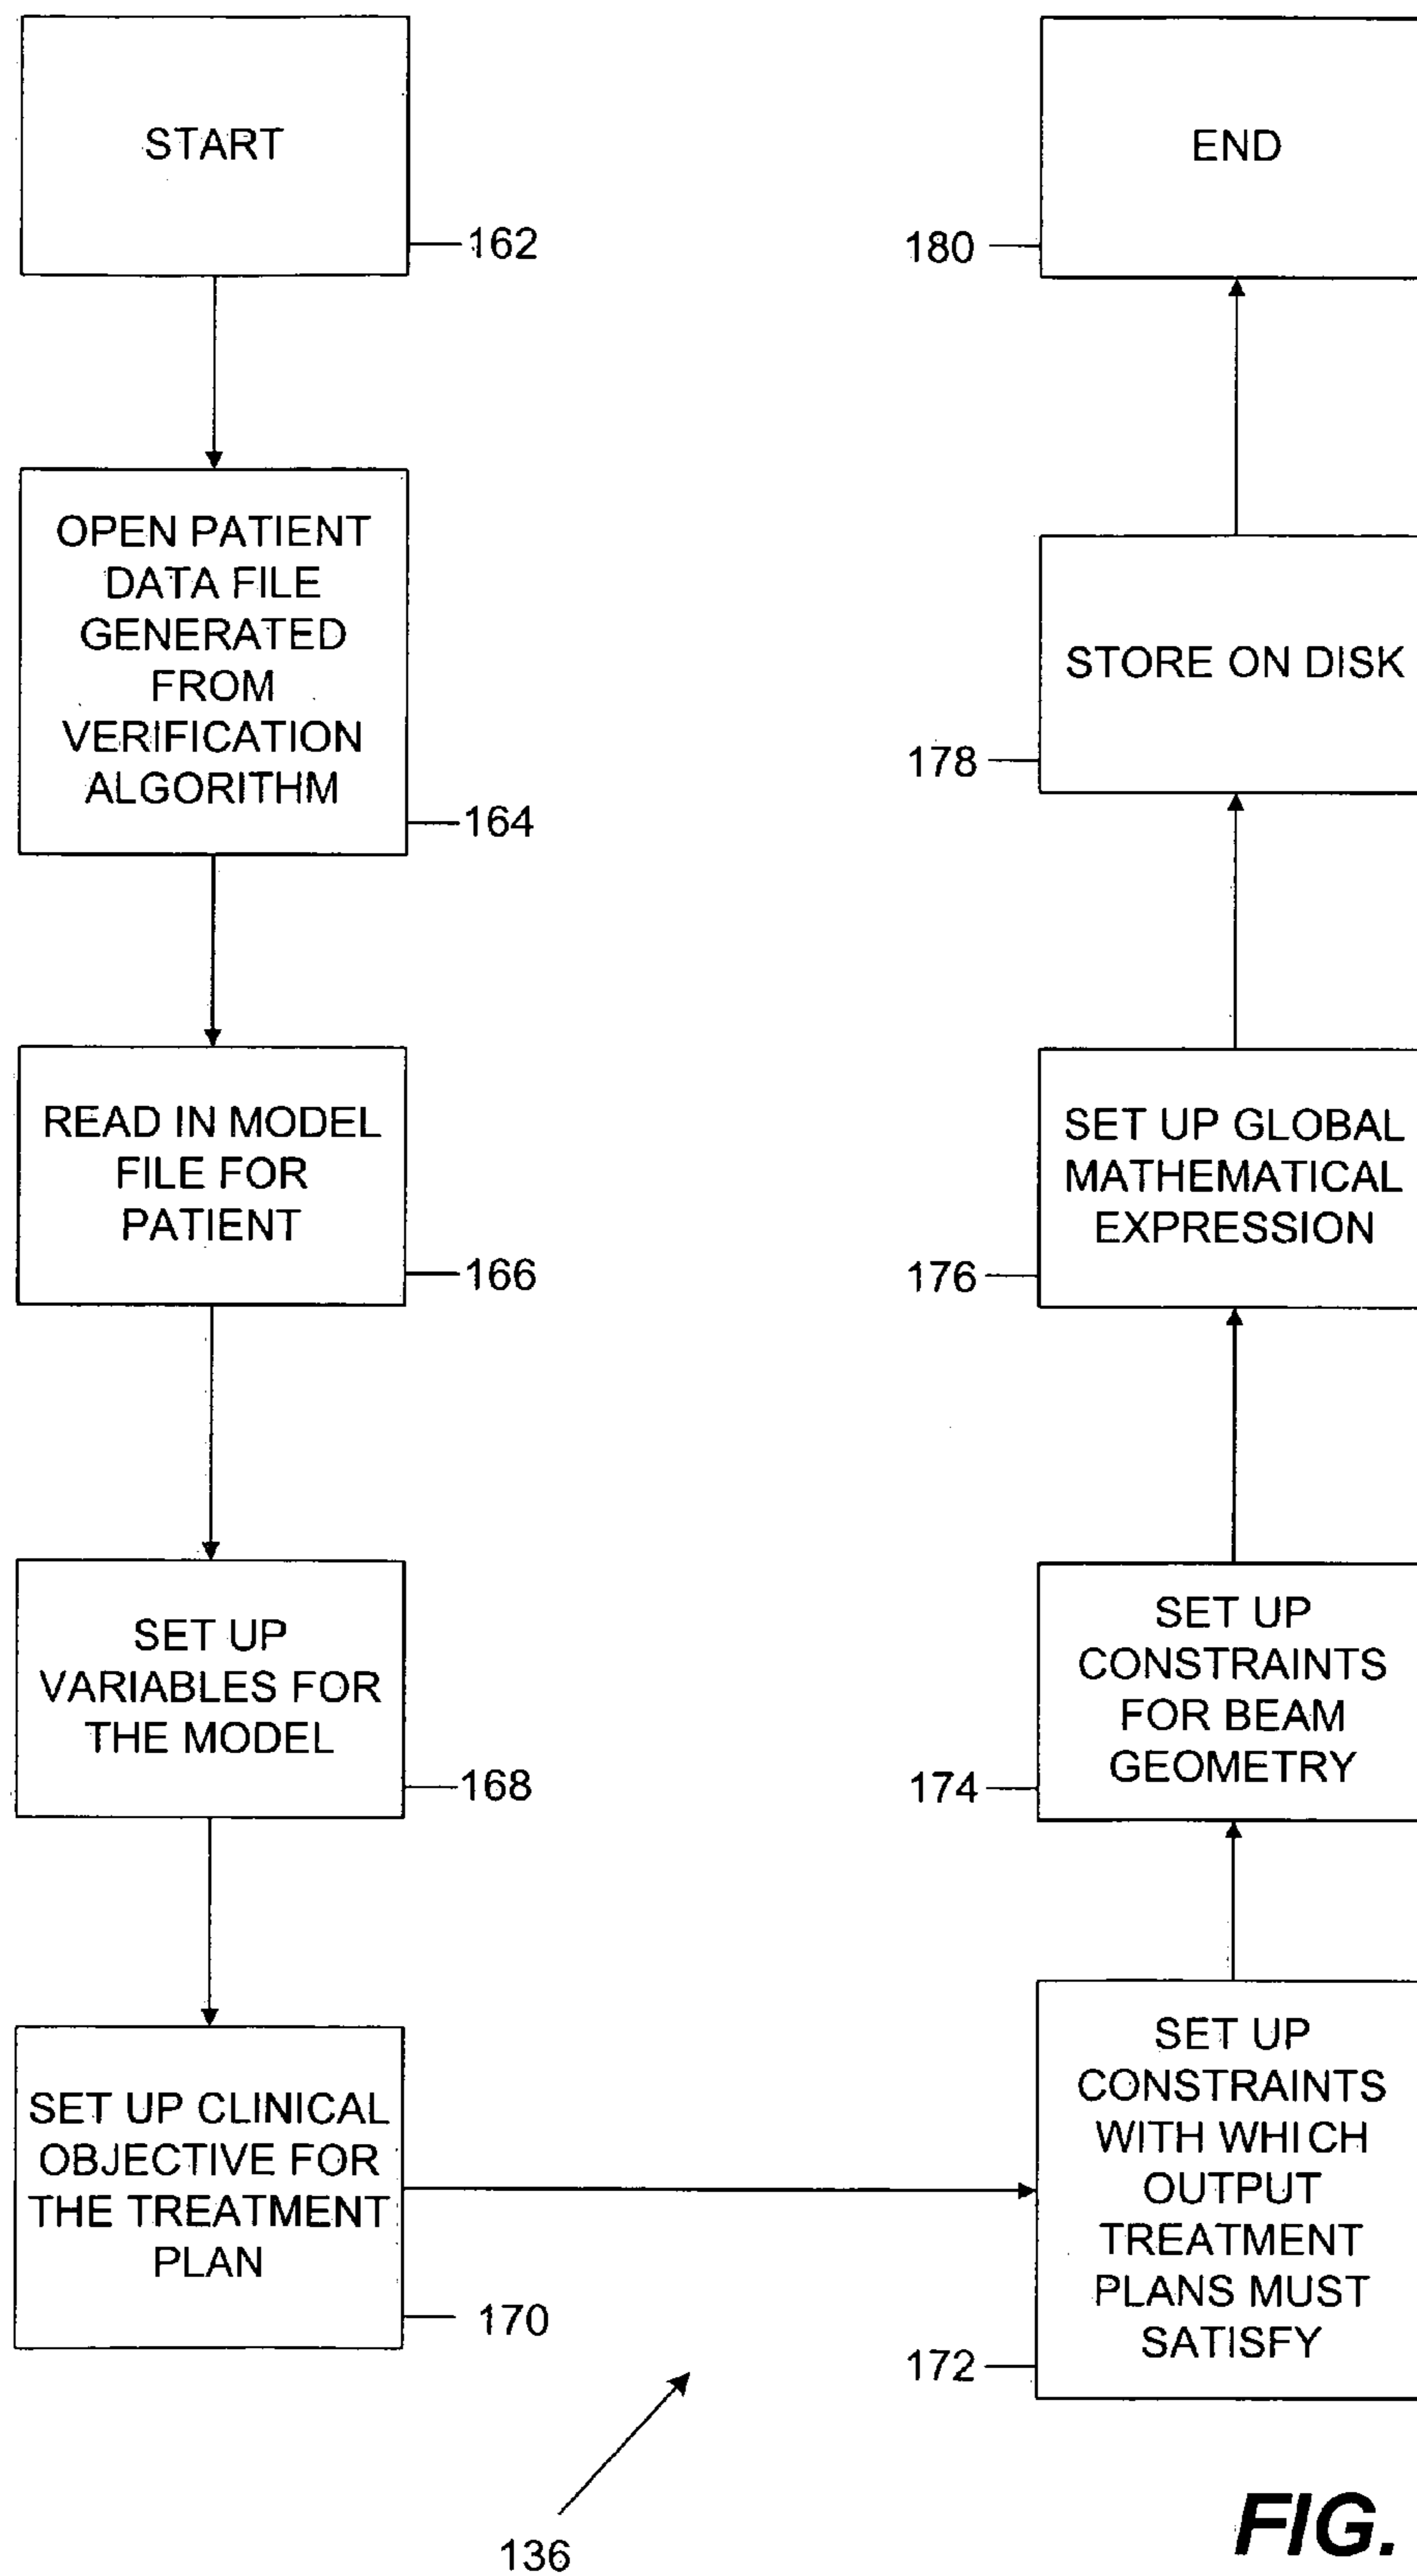 START
162
OPEN PATIENT
DATA FILE
GENERATED
FROM
VERIFICATION
ALGORITHM
164
READ IN MODEL
FILE FOR
PATIENT
166
SET UP
VARIABLES FOR
THE MODEL
168
SET UP CLINICAL
OBJECTIVE FOR
THE TREATMENT
PLAN
170
SET UP
CONSTRAINTS
WITH WHICH
OUTPUT
TREATMENT
PLANS MUST
SATISFY
172
SET UP
CONSTRAINTS
FOR BEAM
GEOMETRY
174
SET UP GLOBAL
MATHEMATICAL
EXPRESSION
176
STORE ON DISK
178
END
180
136
FIG.